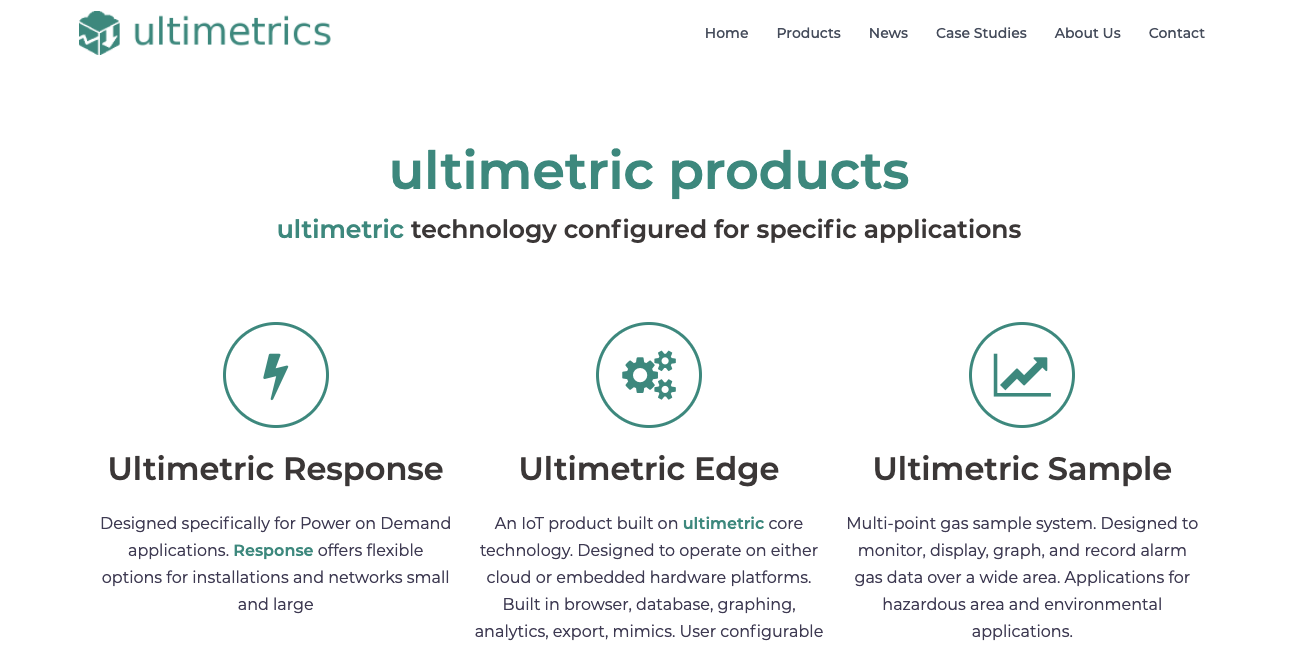 ultimetrics
Home Products News Case Studies About Us Contact
ultimetric products
ultimetric technology configured for specific applications
Ultimetric Response
Designed specifically for Power on Demand
applications. Response offers flexible
options for installations and networks small
and large
Ultimetric Edge
An IoT product built on ultimetric core
technology. Designed to operate on either
cloud or embedded hardware platforms.
Built in browser, database, graphing,
analytics, export, mimics. User configurable
Ultimetric Sample
Multi-point gas sample system. Designed to
monitor, display, graph, and record alarm
gas data over a wide area. Applications for
hazardous area and environmental
applications.